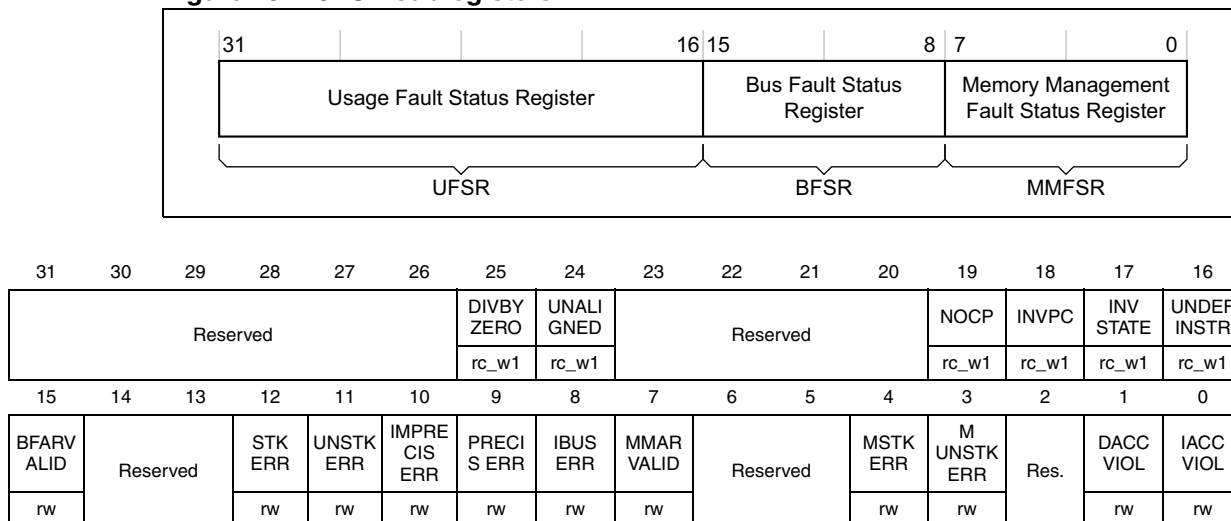 31 16 15 8 7 0
Usage Fault Status Register
Bus Fault Status
Register
Memory Management
Fault Status Register
UFSR BFSR MMFSR
31 30 29 28 27 26 25 24 23 22 21 20 19 18 17 16
Reserved
DIVBY
ZERO
UNALI
GNED
Reserved
NOCP
INVPC
INV
STATE
UNDEF
INSTR
rc_w1 rc_w1 rc_w1 rc_w1 rc_w1 rc_w1
15 14 13 12 11 10 9 8 7 6 5 4 3 2 1 0
BFARV
ALID
Reserved
STK
ERR
UNSTK
ERR
IMPRE
CIS
ERR
PRECI
S ERR
IBUS
ERR
MMAR
VALID
Reserved
MSTK
ERR
M
UNSTK
ERR
Res.
DACC
VIOL
IACC
VIOL
rw rw rw rw rw rw rw rw rw rw rw